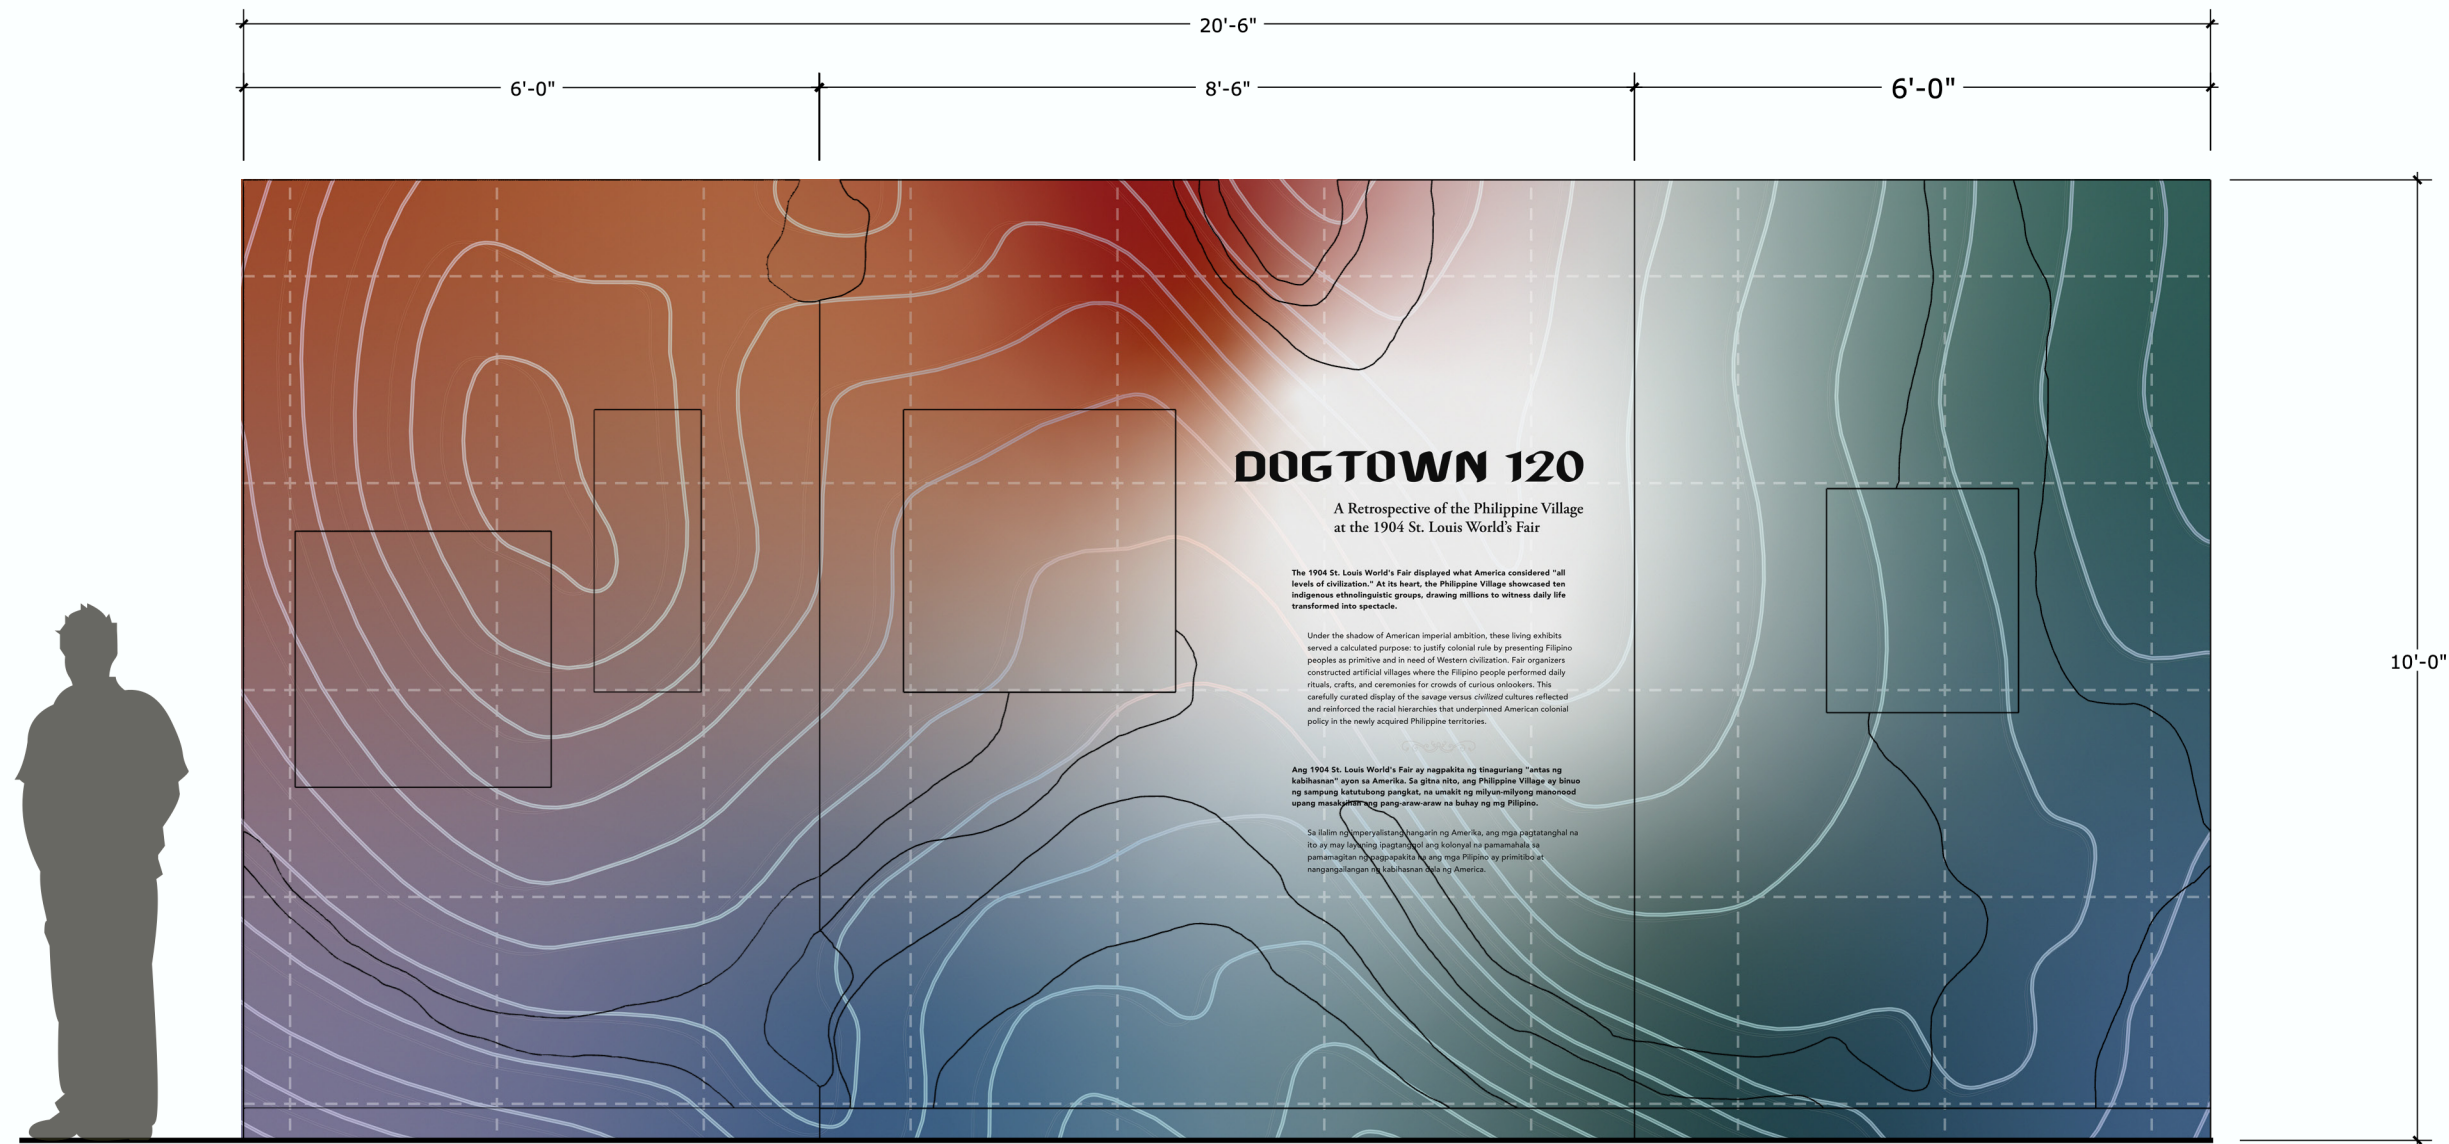 20'-6"
6'-0"
8'-6"
6'-0"
10'-0"
DOGTOWN 120
A Retrospective of the Philippine Village
at the 1904 St. Louis World's Fair
The 1904 St. Louis World's Fair displayed what America considered "all
levels of civilization." At its heart, the Philippine Village showcased ten
indigenous ethnolinguistic groups, drawing millions to witness daily life
transformed into spectacle.
Under the shadow of American imperial ambition, these living exhibits
served a calculated purpose: to justify colonial rule by presenting Filipino
peoples as primitive and in need of Western civilization. Fair organizers
constructed artificial villages where the Filipino people performed daily
rituals, crafts, and ceremonies for crowds of curious onlookers. This
carefully curated display of the savage versus civilized cultures reflected
and reinforced the racial hierarchies that underpinned American colonial
policy in the newly acquired Philippine territories.
Ang 1904 St. Louis World's Fair ay nagpakita ng tinaguriang "antas ng
kabihasnan" ayon sa Amerika. Sa gitna nito, ang Philippine Village ay binuo
ng sampung katutubong pangkat, na umakit ng milyun-milyong manonood
upang masaksihan ang pang-araw-araw na buhay ng mg Pilipino.
Sa ilalim ng imperyalistang hangarin ng Amerika, ang mga pagtatanghal na
ito ay may layuning ipagtanggol ang kolonyal na pamamahala sa
pamamagitan ng pagpapakita na ang mga Pilipino ay primitibo at
nangangailangan ng kabihasnan dala ng America.